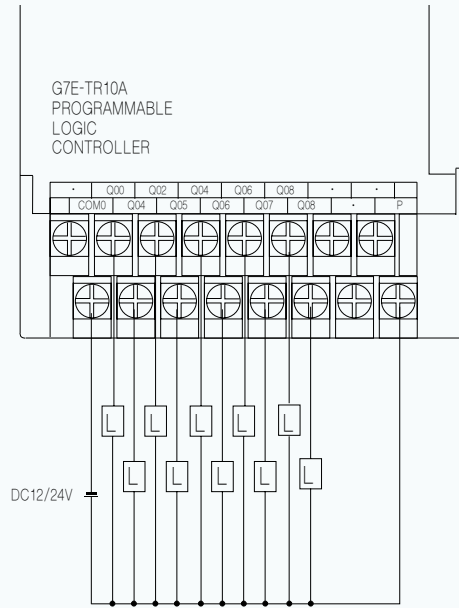 G7E-TR10A
PROGRAMMABLE
LOGIC
CONTROLLER
· Q00 Q02 Q04 Q06 Q08 · ·
COM0 Q04 Q05 Q06 Q07 Q08 · P
L L L L L
L L L L L
DC12/24V